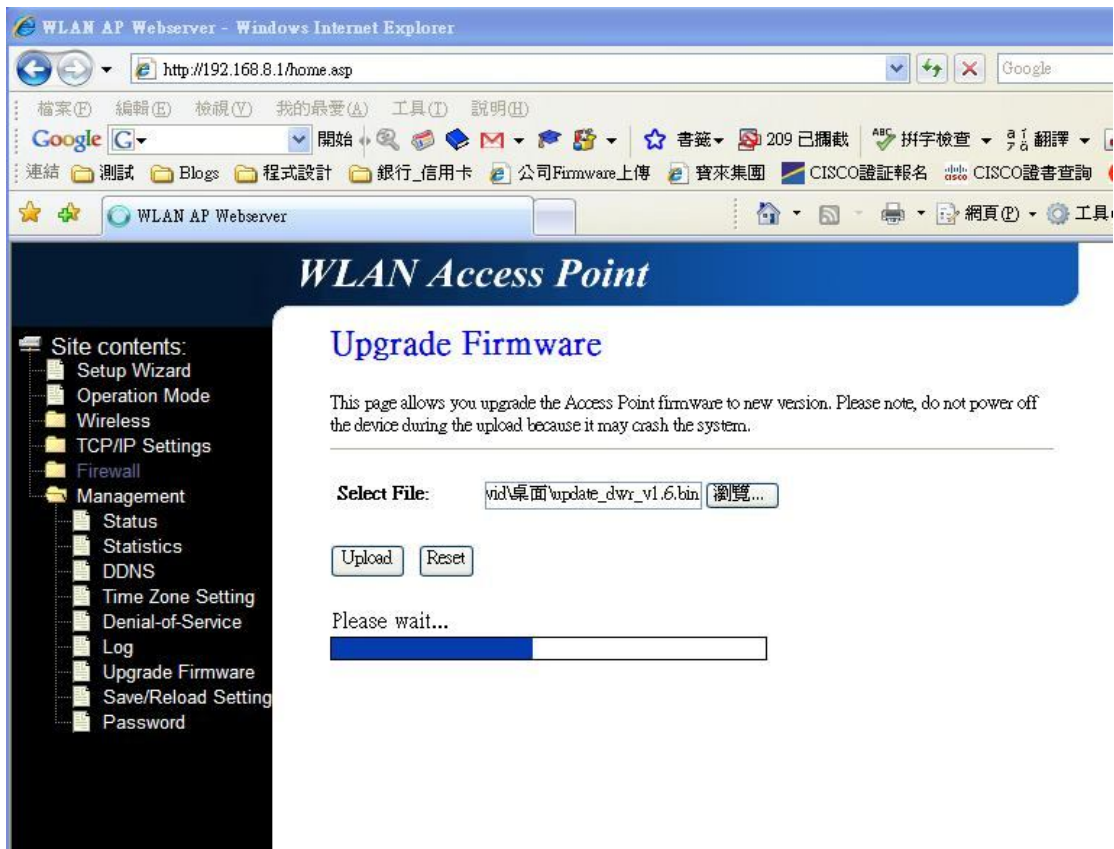 WLAN AP Webserver - Windows Internet Explorer
http://192.168.8.1/home.asp
Google
檔案(F) 編輯(E) 檢視(V) 我的最愛(A) 工具(T) 說明(H)
Google G 開始 書籤 209 已攔截 ABC 拼字檢查 翻譯
連結 測試 Blogs 程式設計 銀行_信用卡 公司Firmware上傳 寶來集團 CISCO證証報名 CISCO證書查詢
WLAN AP Webserver 網頁(P) 工具
WLAN Access Point
Site contents:
Setup Wizard
Operation Mode
Wireless
TCP/IP Settings
Firewall
Management
Status
Statistics
DDNS
Time Zone Setting
Denial-of-Service
Log
Upgrade Firmware
Save/Reload Setting
Password
Upgrade Firmware
This page allows you upgrade the Access Point firmware to new version. Please note, do not power off
the device during the upload because it may crash the system.
Select File: vid\桌面\update_dwr_v1.6.bin 瀏覽...
Upload Reset
Please wait...